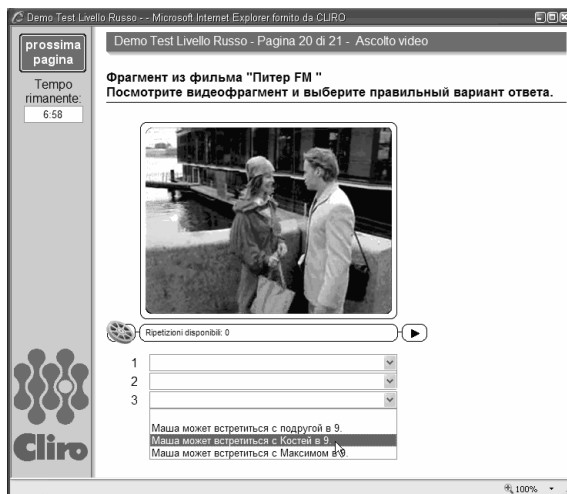 Demo Test Livello Russo - - Microsoft Internet Explorer fornito da CLIRO
prossima
pagina
Tempo
rimanente:
6:58
Demo Test Livello Russo - Pagina 20 di 21 - Ascolto video
Фрагмент из фильма "Питер FM "
Посмотрите видеофрагмент и выберите правильный вариант ответа.
Ripetizioni disponibili: 0
1
2
3
Маша может встретиться с подругой в 9.
Маша может встретиться с Костей в 9.
Маша может встретиться с Максимом в 9.
Cliro
100%